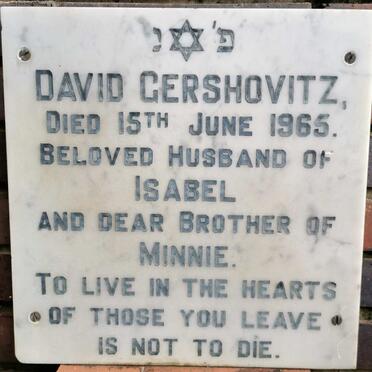 פ' נ
DAVID GERSHOVITZ,
DIED 15TH JUNE 1965.
BELOVED HUSBAND OF
ISABEL
AND DEAR BROTHER OF
MINNIE.
TO LIVE IN THE HEARTS
OF THOSE YOU LEAVE
IS NOT TO DIE.